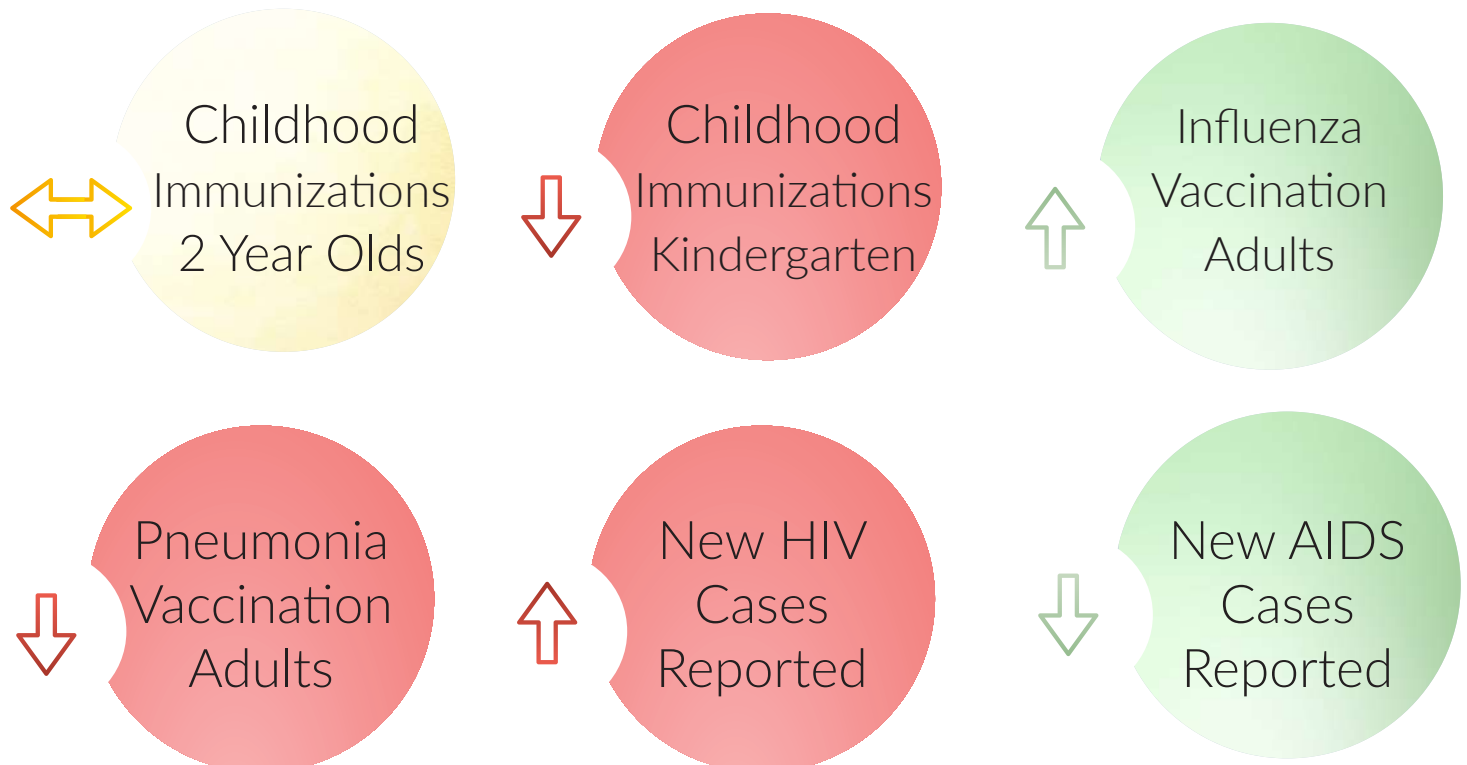 Childhood
Immunizations
2 Year Olds
Childhood
Immunizations
Kindergarten
Influenza
Vaccination
Adults
Pneumonia
Vaccination
Adults
New HIV
Cases
Reported
New AIDS
Cases
Reported